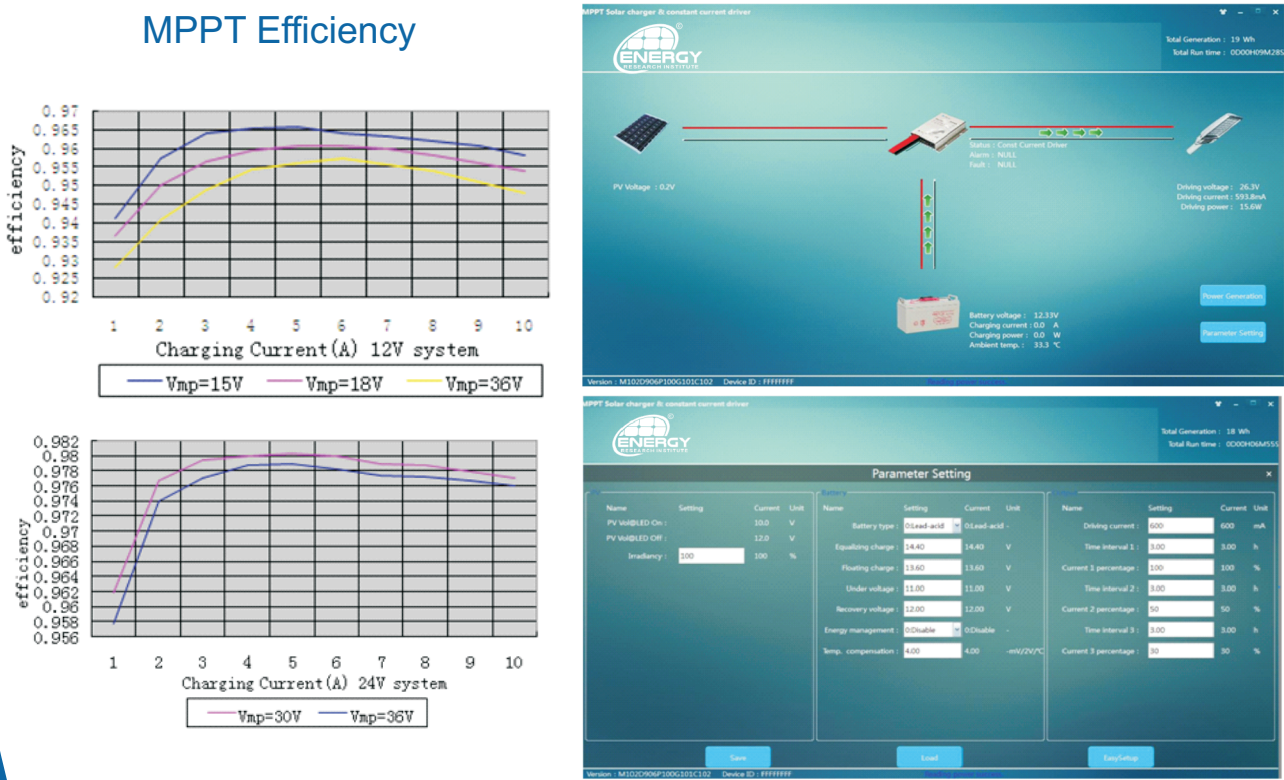 MPPT Efficiency
0.97
0.965
0.96
0.955
0.95
0.945
0.94
0.935
0.93
0.925
0.92
efficiency
1 2 3 4 5 6 7 8 9 10
Charging Current(A) 12V system
Vmp=15V Vmp=18V Vmp=36V
0.982
0.98
0.978
0.976
0.974
0.972
0.97
0.968
0.966
0.964
0.962
0.96
0.958
0.956
efficiency
1 2 3 4 5 6 7 8 9 10
Charging Current(A) 24V system
Vmp=30V Vmp=36V
MPPT Solar charger & constant current driver
©
ENERGY
RESEARCH INSTITUTE
Total Generation : 19 Wh
Total Run time : 0D00H09M28S
PV Voltage : 0.2V
Status : Const Current Driver
Alarm : NULL
Fault : NULL
Driving voltage : 26.3V
Driving current : 593.8mA
Driving power : 15.6W
Battery voltage : 12.33V
Charging current : 0.0 A
Charging power : 0.0 W
Ambient temp. : 33.3 ℃
Power Generation
Parameter Setting
Version : M102D906P100G101C102 Device ID : FFFFFFFF
MPPT Solar charger & constant current driver
©
ENERGY
RESEARCH INSTITUTE
Total Generation : 18 Wh
Total Run time : 0D00H06M55S
Parameter Setting ×
PV
Name Setting Current Unit
PV Vol@LED On : 10.0 V
PV Vol@LED Off : 12.0 V
Irradiancy : 100 100 %
Battery
Name Setting Current Unit
Battery type : 0:Lead-acid 0:Lead-acid -
Equalizing charge : 14.40 14.40 V
Floating charge : 13.60 13.60 V
Under voltage : 11.00 11.00 V
Recovery voltage : 12.00 12.00 V
Energy management : 0:Disable 0:Disable -
Temp. compensation : 4.00 4.00 -mV/2V/℃
Name Setting Current Unit
Driving current : 600 600 mA
Time interval 1 : 3.00 3.00 h
Current 1 percentage : 100 100 %
Time interval 2 : 3.00 3.00 h
Current 2 percentage : 50 50 %
Time interval 3 : 3.00 3.00 h
Current 3 percentage : 30 30 %
Save Load EasySetup
Version : M102D906P100G101C102 Device ID : FFFFFFFF